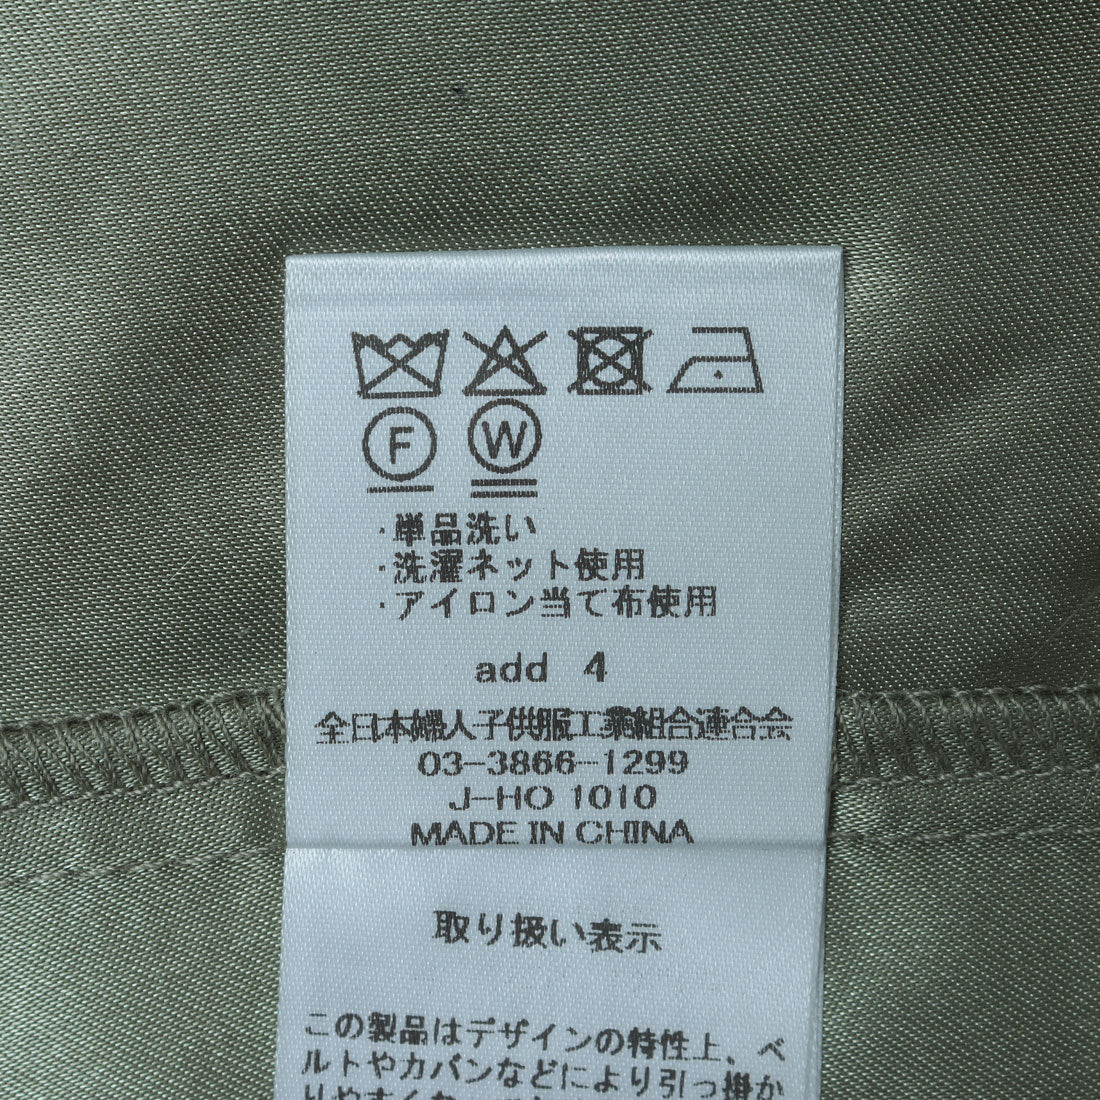 F W
・単品洗い
・洗濯ネット使用
・アイロン当て布使用
add 4
全日本婦人子供服工業組合連合会
03-3866-1299
J-HO 1010
MADE IN CHINA
取り扱い表示
この製品はデザインの特性上、ベ
ルトやカバンなどにより引っ掛か
りやすく